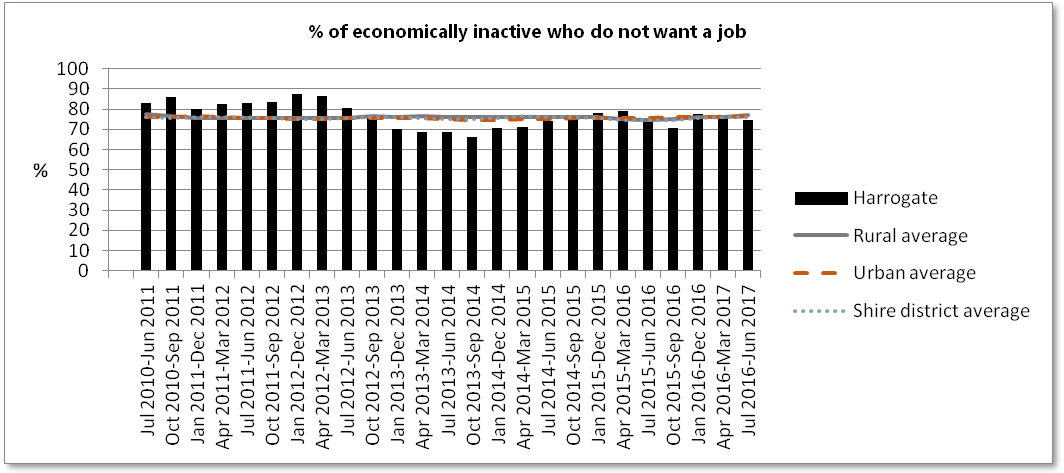 % of economically inactive who do not want a job
100
90
80
70
60
50
40
30
20
10
0
%
Jul 2010-Jun 2011
Oct 2010-Sep 2011
Jan 2011-Dec 2011
Apr 2011-Mar 2012
Jul 2011-Jun 2012
Oct 2011-Sep 2012
Jan 2012-Dec 2012
Apr 2012-Mar 2013
Jul 2012-Jun 2013
Oct 2012-Sep 2013
Jan 2013-Dec 2013
Apr 2013-Mar 2014
Jul 2013-Jun 2014
Oct 2013-Sep 2014
Jan 2014-Dec 2014
Apr 2014-Mar 2015
Jul 2014-Jun 2015
Oct 2014-Sep 2015
Jan 2015-Dec 2015
Apr 2015-Mar 2016
Jul 2015-Jun 2016
Oct 2015-Sep 2016
Jan 2016-Dec 2016
Apr 2016-Mar 2017
Jul 2016-Jun 2017
Harrogate
Rural average
Urban average
Shire district average